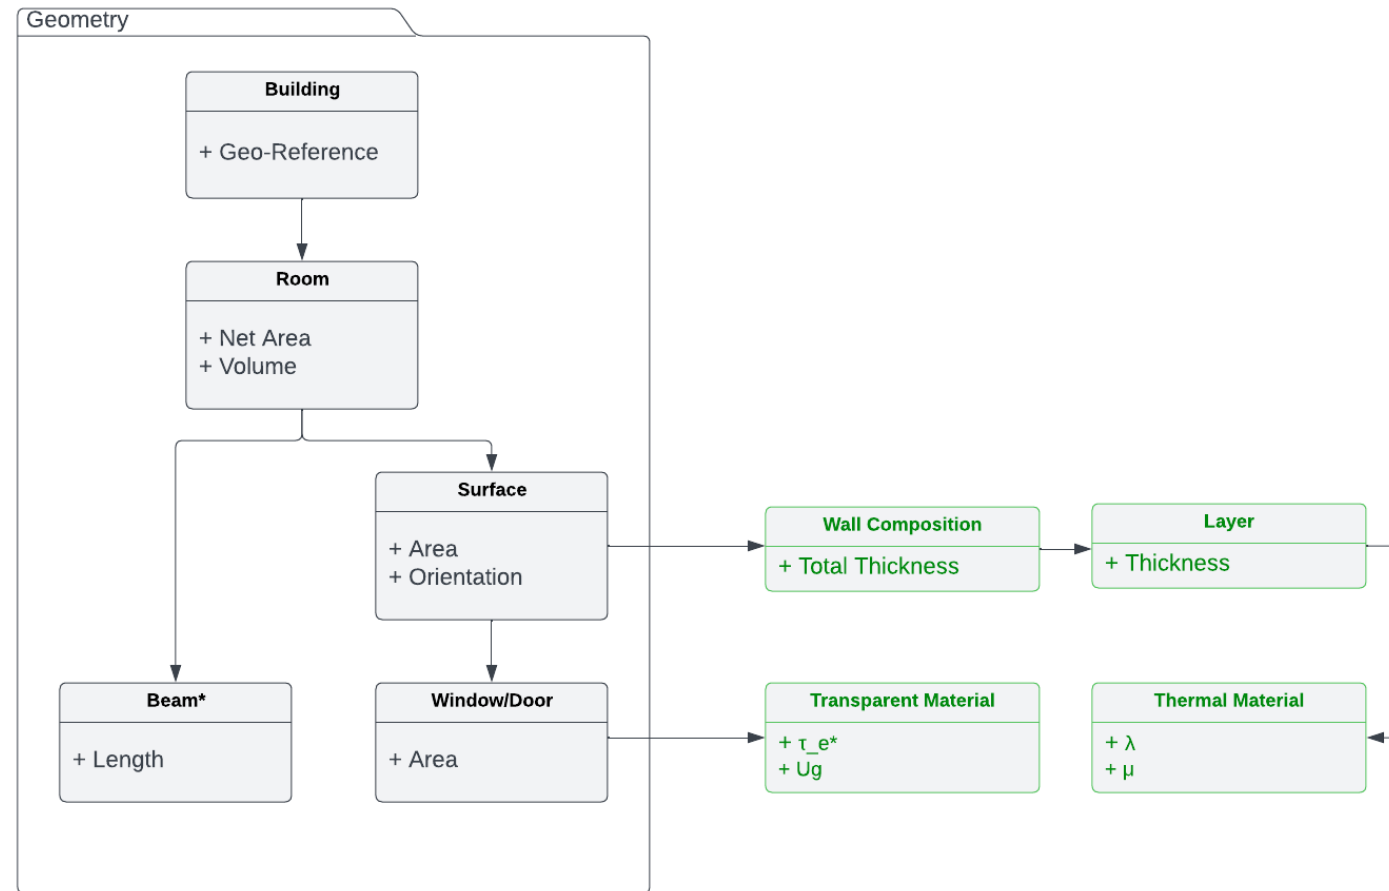 Geometry
Building
+ Geo-Reference
Room
+ Net Area
+ Volume
Surface
+ Area
+ Orientation
Wall Composition
+ Total Thickness
Layer
+ Thickness
Beam*
+ Length
Window/Door
+ Area
Transparent Material
+ τ_e*
+ Ug
Thermal Material
+ λ
+ μ